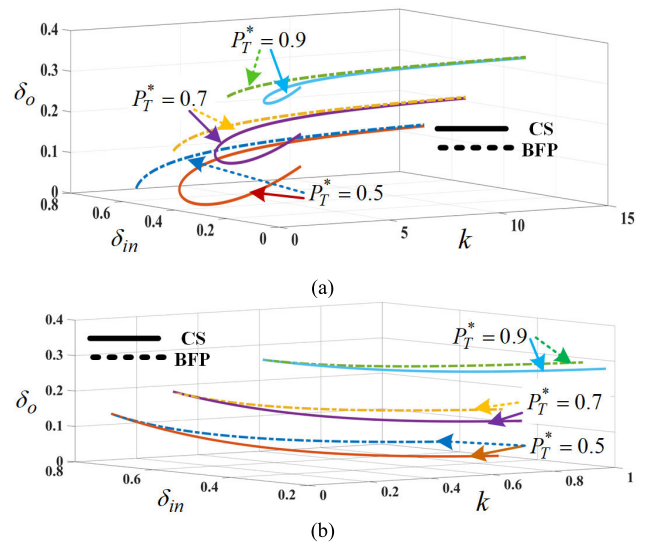 0.4
P_T^* = 0.9
0.3
P_T^* = 0.7
δ_o
0.2
CS
0.1
BFP
0
P_T^* = 0.5
0.8
0.6
0.4
0.2
0
0
5
10
15
δ_in
k
(a)
0.4
CS
P_T^* = 0.9
BFP
0.3
δ_o
0.2
P_T^* = 0.7
0.1
P_T^* = 0.5
0
0.8
0.6
0.4
0.2
0
0.2
0.4
0.6
0.8
1
δ_in
k
(b)